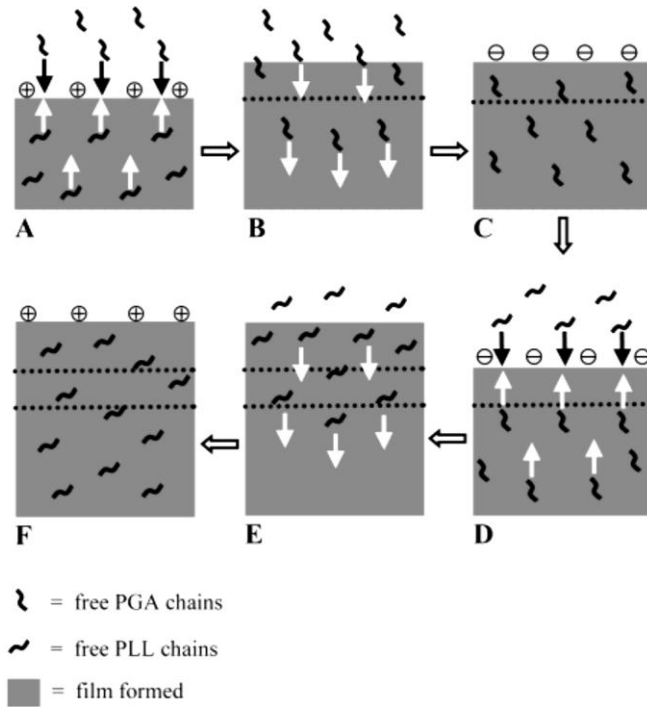 A
B
C
F
E
D
= free PGA chains
= free PLL chains
= film formed